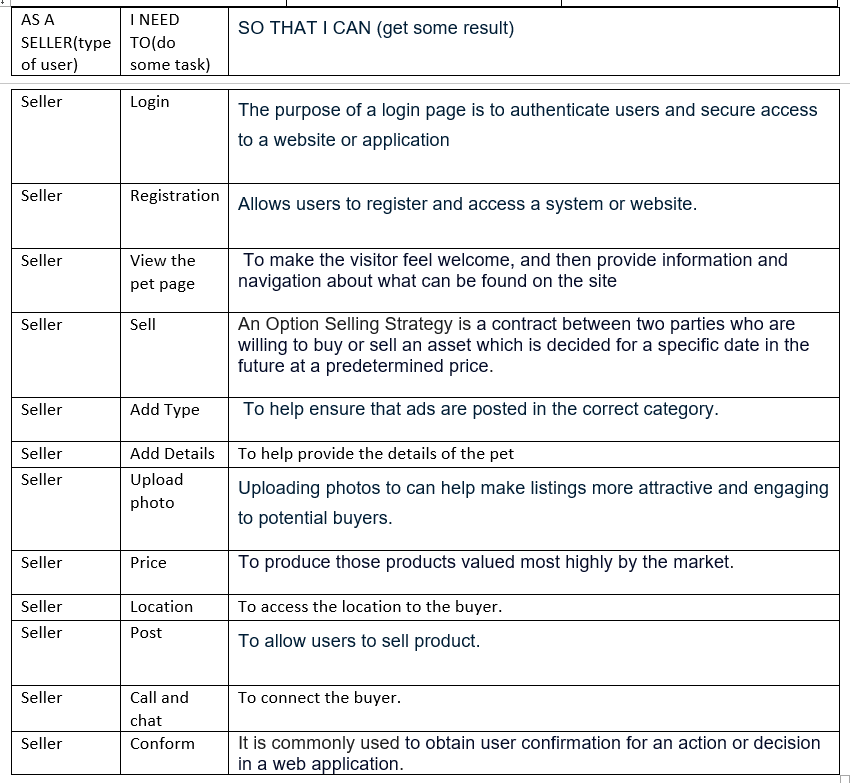 AS A
SELLER(type
of user)
I NEED
TO(do
some task)
SO THAT I CAN (get some result)
Seller
Login
The purpose of a login page is to authenticate users and secure access
to a website or application
Seller
Registration
Allows users to register and access a system or website.
Seller
View the
pet page
To make the visitor feel welcome, and then provide information and
navigation about what can be found on the site
Seller
Sell
An Option Selling Strategy is a contract between two parties who are
willing to buy or sell an asset which is decided for a specific date in the
future at a predetermined price.
Seller
Add Type
To help ensure that ads are posted in the correct category.
Seller
Add Details
To help provide the details of the pet
Seller
Upload
photo
Uploading photos to can help make listings more attractive and engaging
to potential buyers.
Seller
Price
To produce those products valued most highly by the market.
Seller
Location
To access the location to the buyer.
Seller
Post
To allow users to sell product.
Seller
Call and
chat
To connect the buyer.
Seller
Conform
It is commonly used to obtain user confirmation for an action or decision
in a web application.